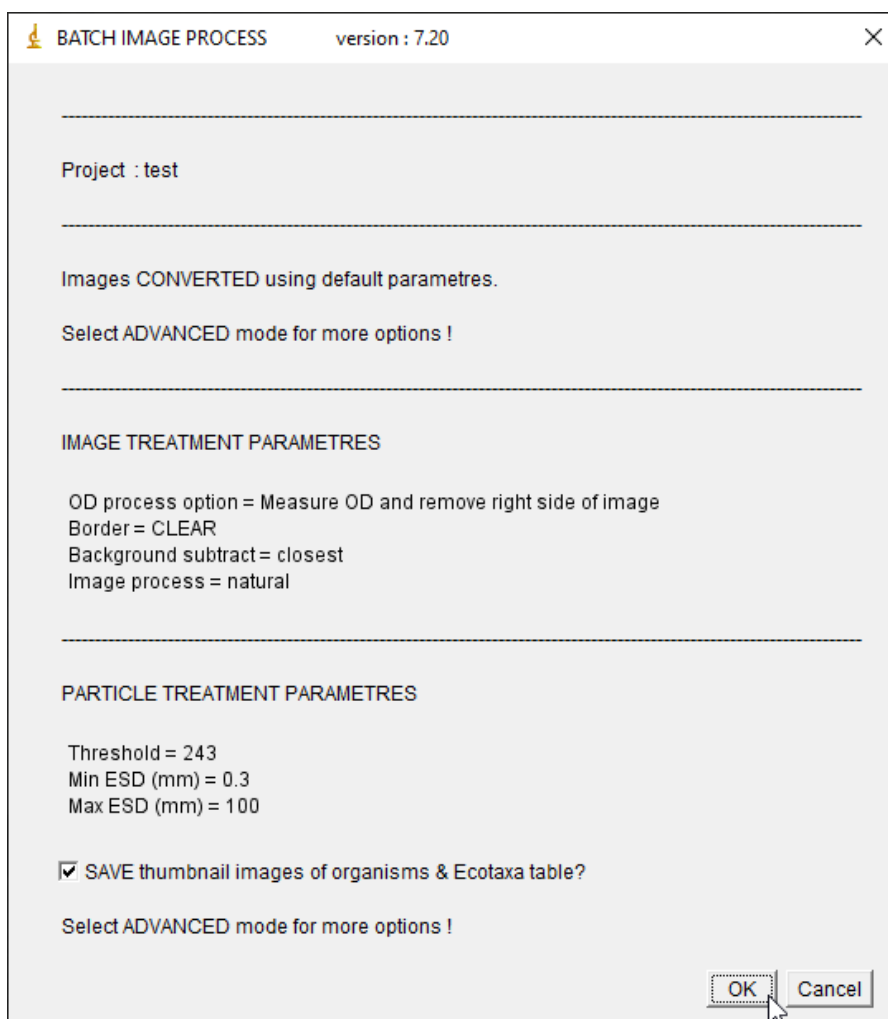 BATCH IMAGE PROCESS version : 7.20
Project : test
Images CONVERTED using default parametres.
Select ADVANCED mode for more options !
IMAGE TREATMENT PARAMETRES
OD process option = Measure OD and remove right side of image
Border = CLEAR
Background subtract = closest
Image process = natural
PARTICLE TREATMENT PARAMETRES
Threshold = 243
Min ESD (mm) = 0.3
Max ESD (mm) = 100
SAVE thumbnail images of organisms & Ecotaxa table?
Select ADVANCED mode for more options !
OK Cancel